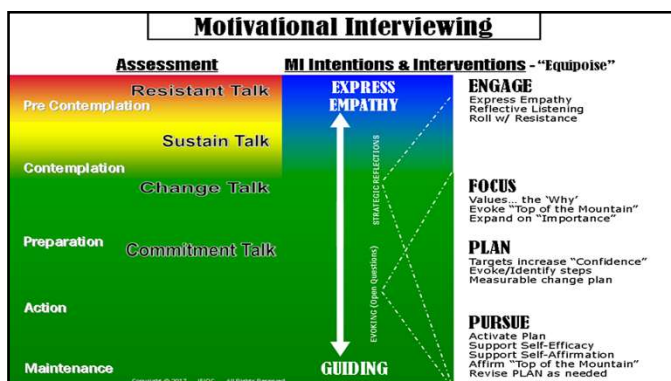 Motivational Interviewing
Assessment
MI Intentions & Interventions - "Equipoise"
Resistant Talk
Pre Contemplation
Sustain Talk
Contemplation
Change Talk
Preparation
Commitment Talk
Action
Maintenance
EXPRESS
EMPATHY
STRATEGIC REFLECTIONS
EVOKING (Open Questions)
GUIDING
ENGAGE
Express Empathy
Reflective Listening
Roll w/ Resistance
FOCUS
Values... the 'Why'
Evoke "Top of the Mountain"
Expand on "Importance"
PLAN
Targets increase "Confidence"
Evoke/Identify steps
Measurable change plan
PURSUE
Activate Plan
Support Self-Efficacy
Support Self-Affirmation
Affirm "Top of the Mountain"
Revise PLAN as needed